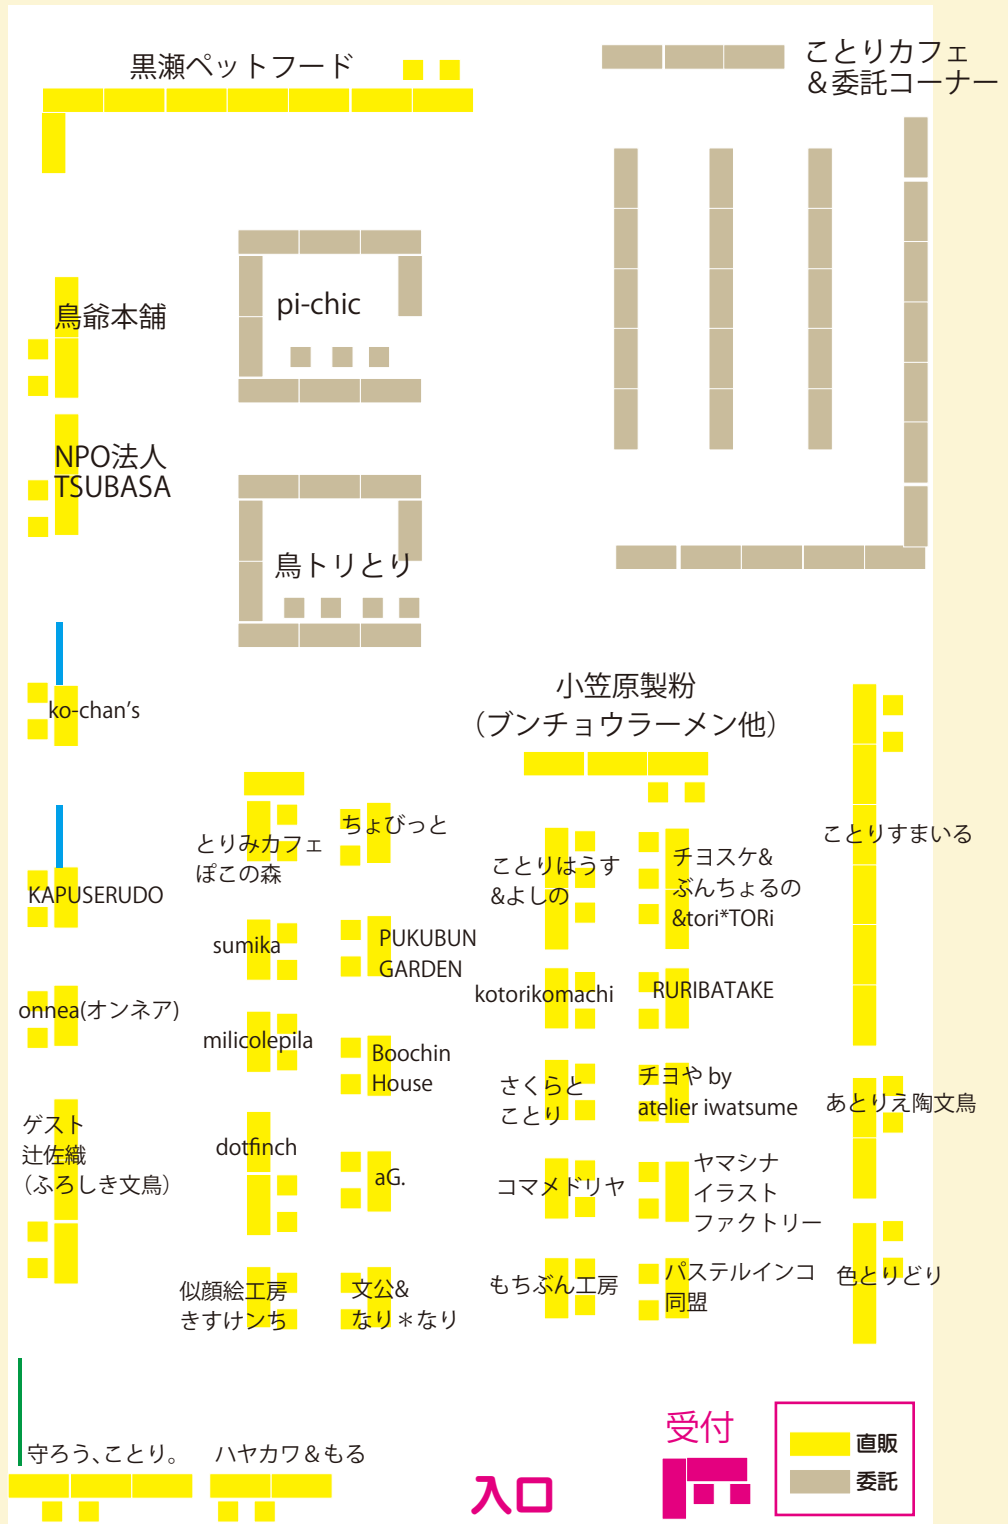 黒瀬ペットフード
ことりカフェ
＆委託コーナー
鳥爺本舗
pi-chic
NPO法人
TSUBASA
鳥トリとり
ko-chan's
小笠原製粉
（ブンチョウラーメン他）
とりみカフェ
ぽこの森
ちょびっと
ことりはうす
&よしの
チヨスケ&
ぶんちょるの
&tori*TORi
ことりすまいる
KAPUSERUDO
sumika
PUKUBUN
GARDEN
kotorikomachi
RURIBATAKE
onnea(オンネア)
milicolepila
Boochin
House
さくらと
ことり
チヨや by
atelier iwatsume
あとりえ陶文鳥
ゲスト
辻佐織
（ふろしき文鳥）
dotfinch
aG.
コマメドリヤ
ヤマシナ
イラスト
ファクトリー
似顔絵工房
きすけンち
文公&
なり＊なり
もちぶん工房
パステルインコ
同盟
色とりどり
守ろう、ことり。
ハヤカワ＆もる
入口
受付
直販
委託